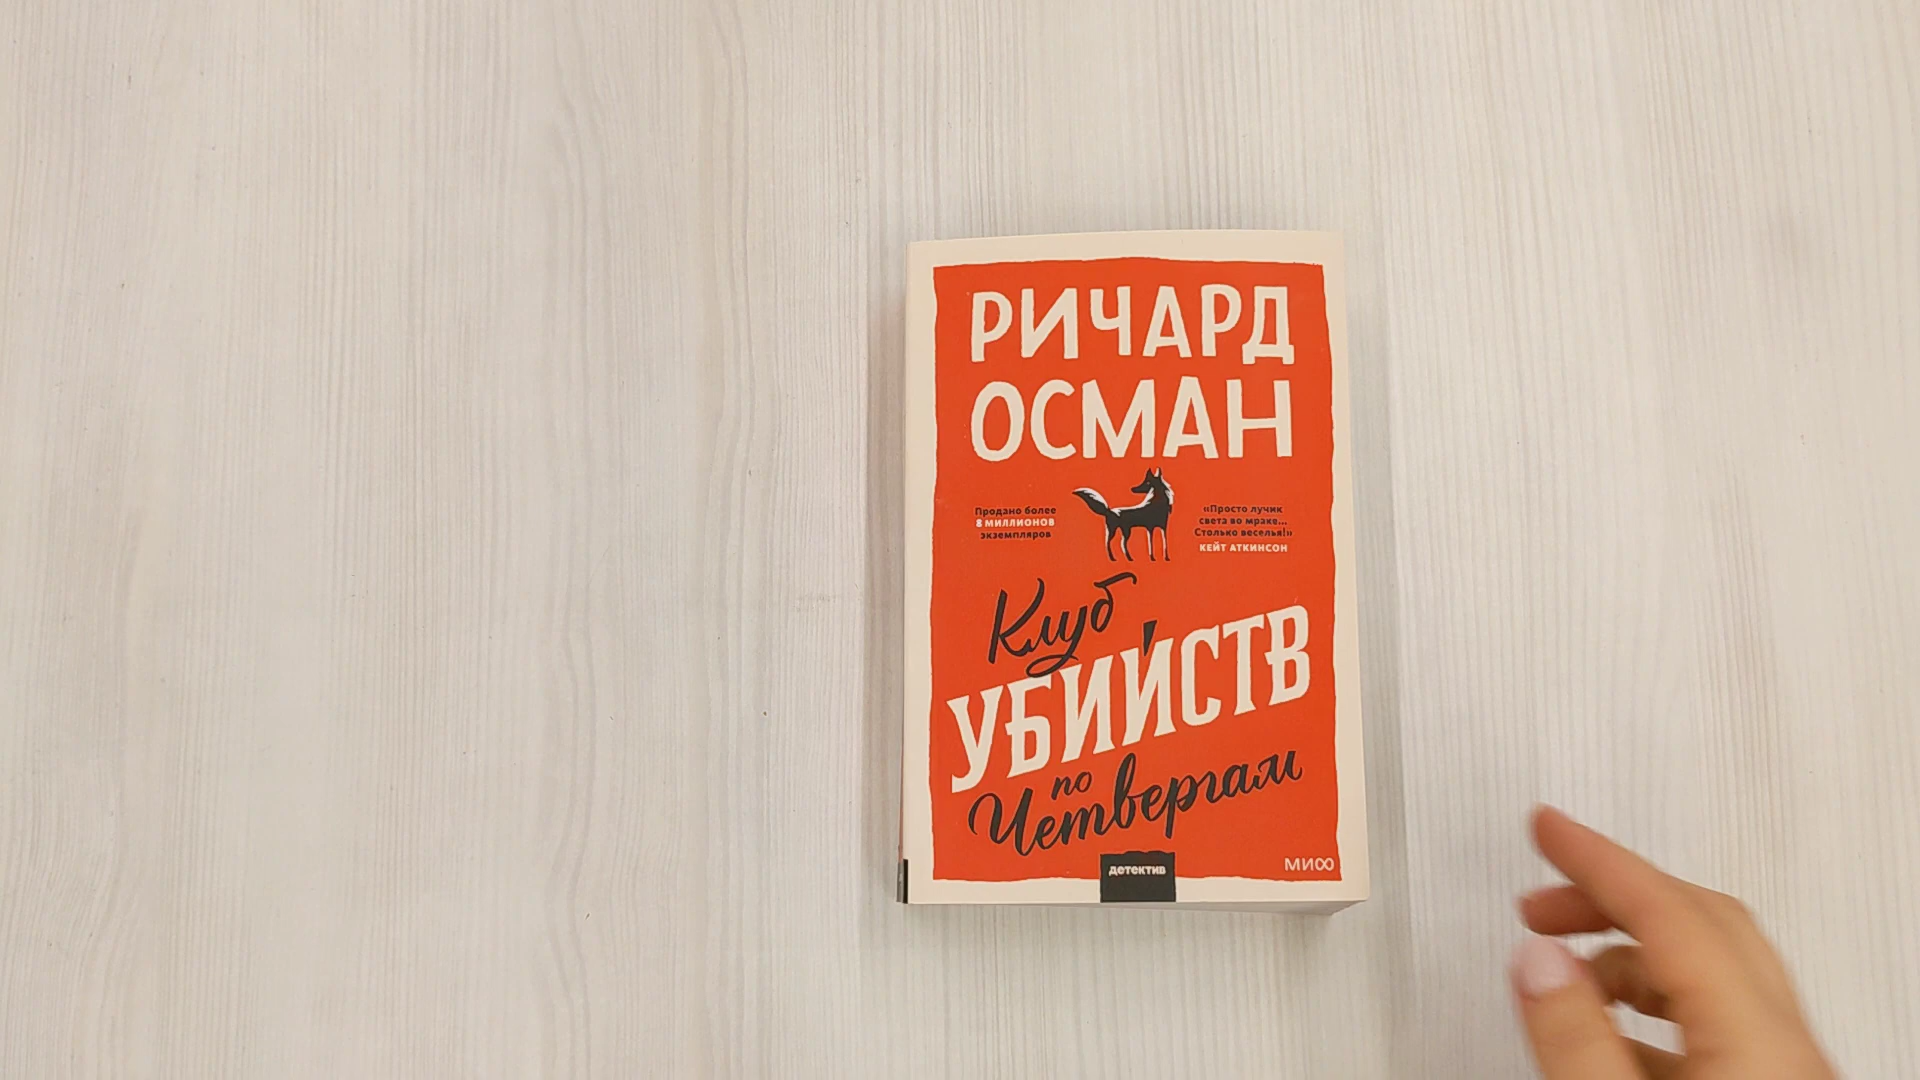 РИЧАРД
ОСМАН
Продано более
8 МИЛЛИОНОВ
экземпляров
«Просто лучик
света во мраке...
Столько веселья!»
КЕЙТ АТКИНСОН
Клуб
УБИЙСТВ
по
Четвергам
детектив
МИФ